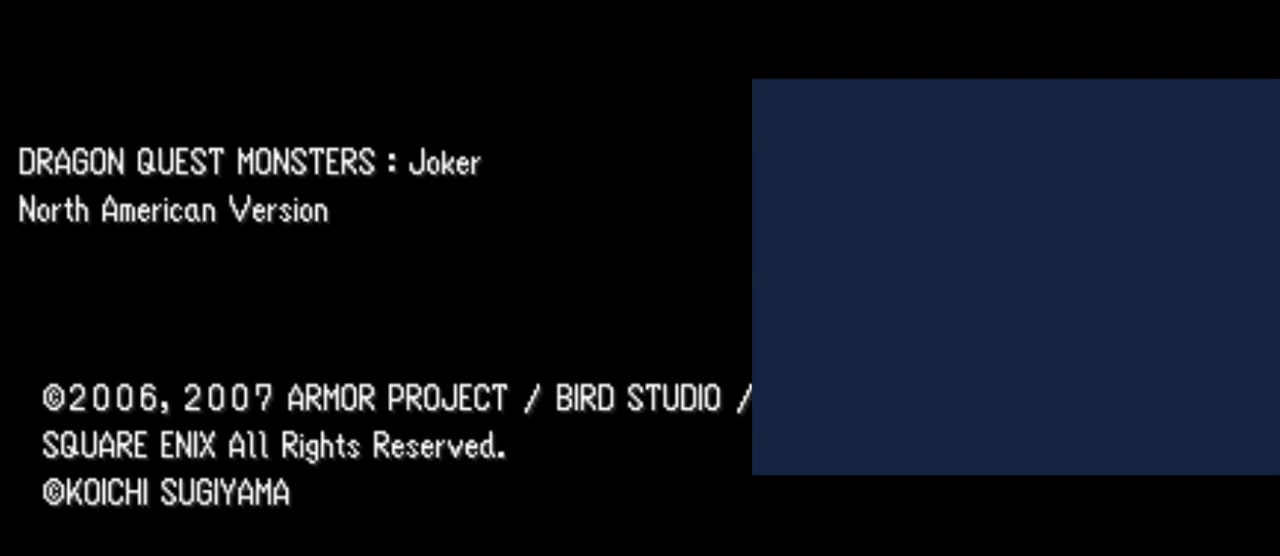 DRAGON QUEST MONSTERS : Joker
North American Version
©2006, 2007 ARMOR PROJECT / BIRD STUDIO /
SQUARE ENIX All Rights Reserved.
©KOICHI SUGIYAMA